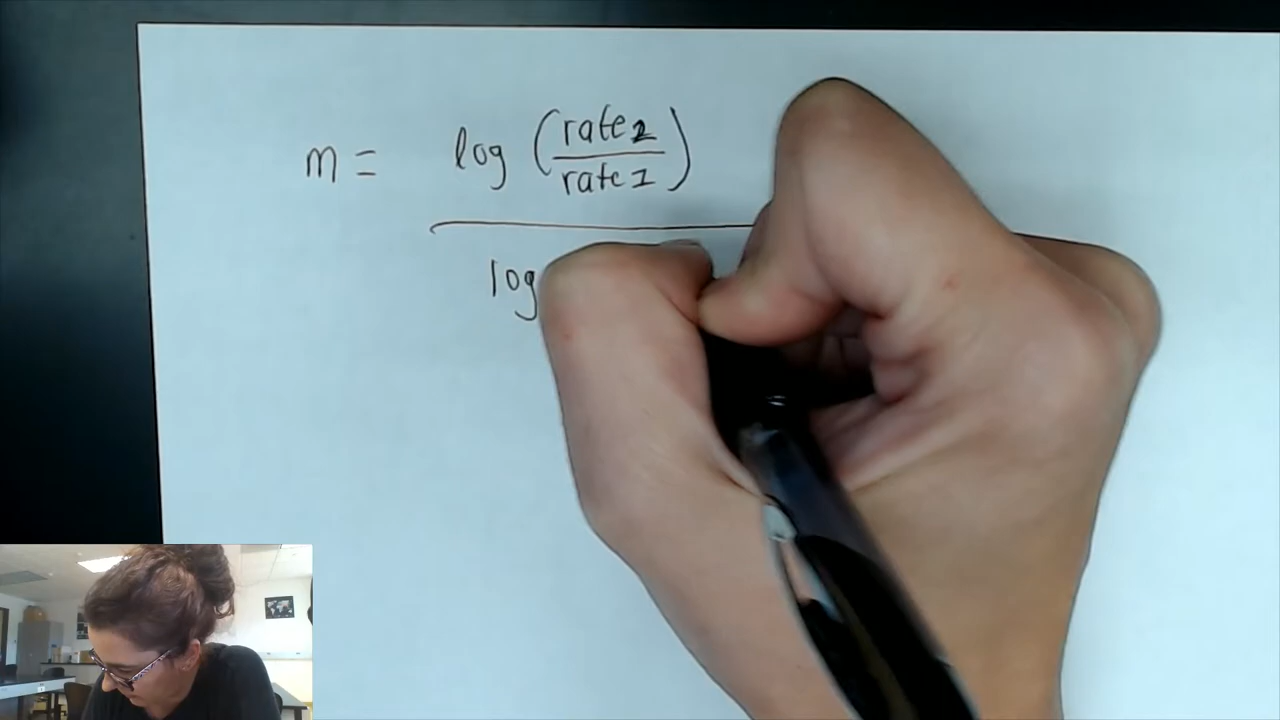 m = log (rate2
rate1)
log